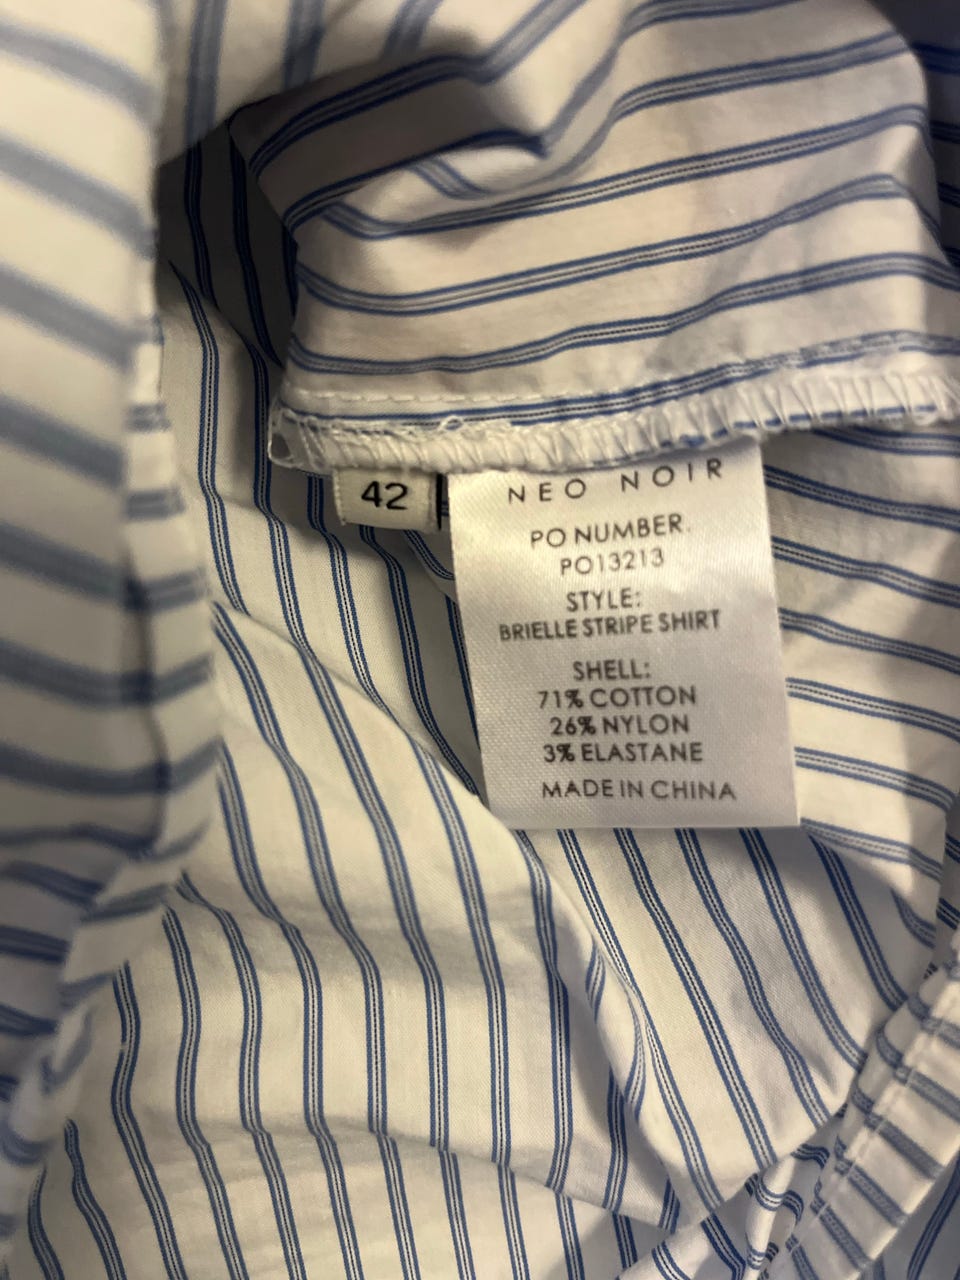 42
NEO NOIR
PO NUMBER.
PO13213
STYLE:
BRIELLE STRIPE SHIRT
SHELL:
71% COTTON
26% NYLON
3% ELASTANE
MADE IN CHINA